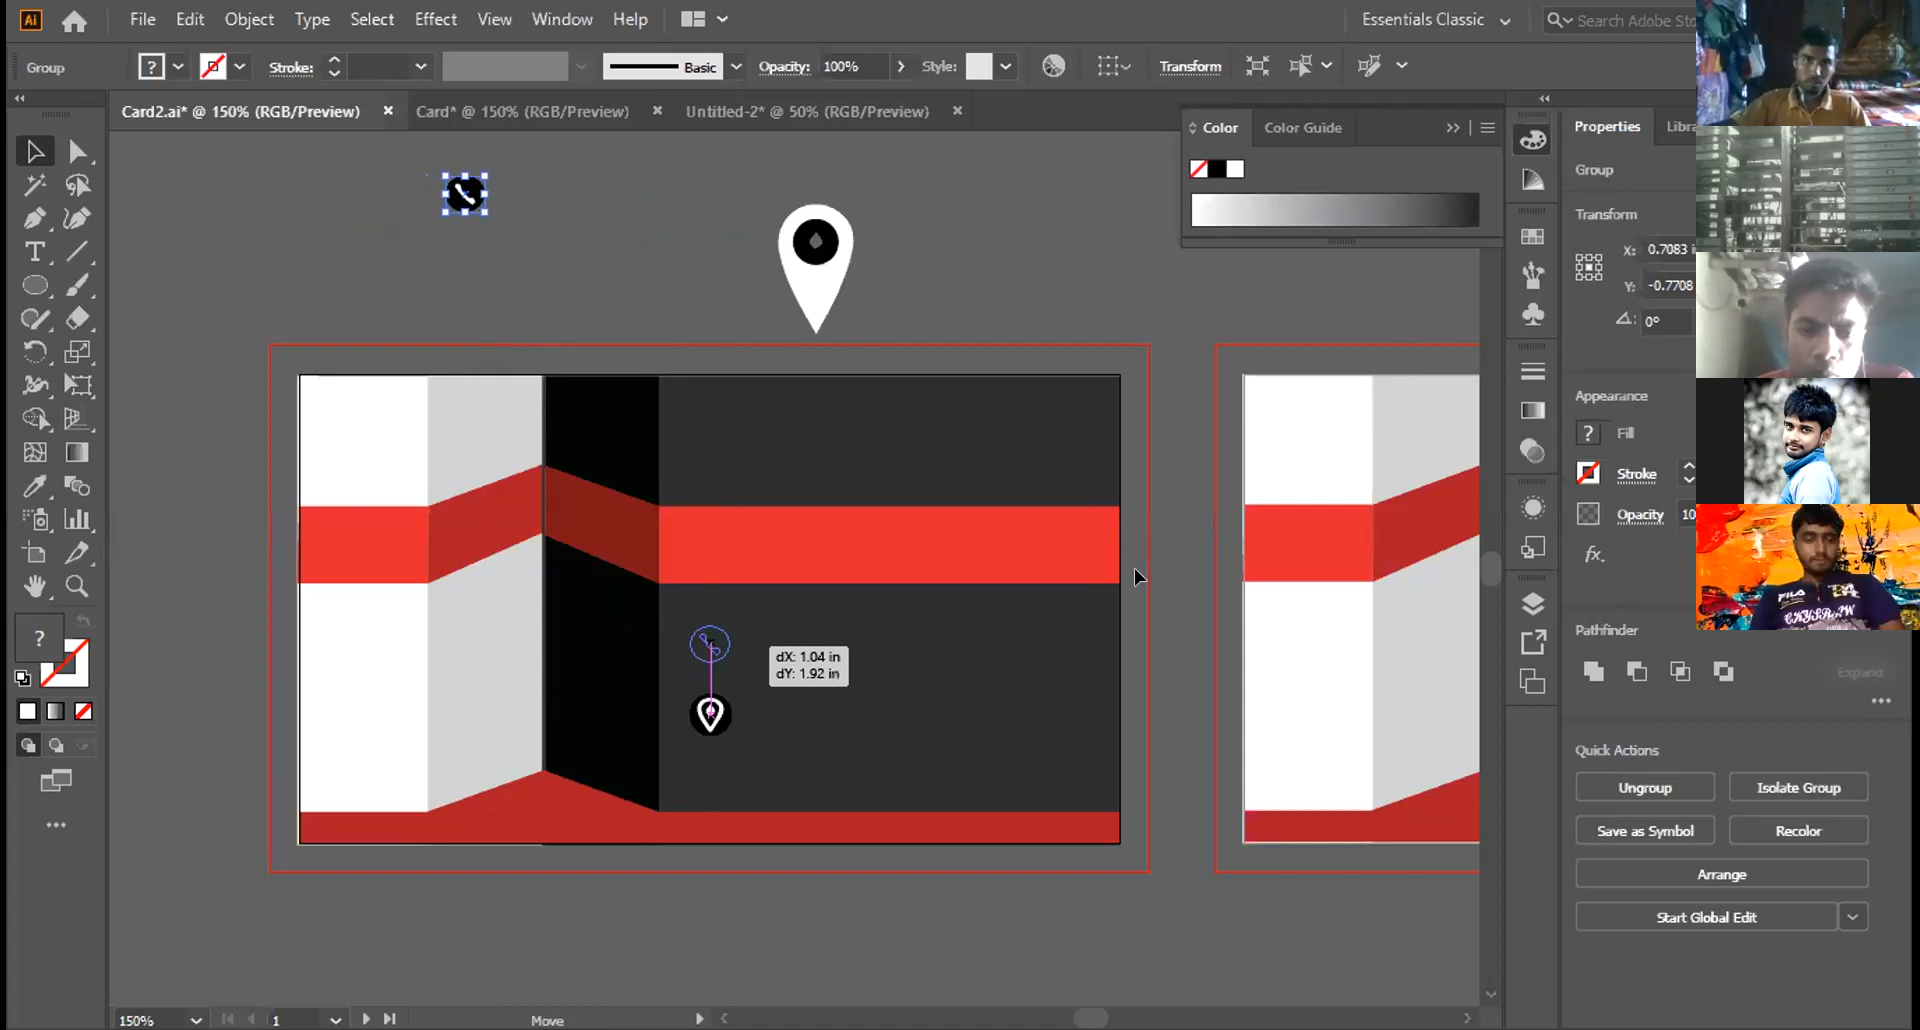 Ai File Edit Object Type Select Effect View Window Help Essentials Classic Search Adobe Sto
Group ? Stroke: Basic Opacity: 100% Style: Transform
Card2.ai* @ 150% (RGB/Preview) Card* @ 150% (RGB/Preview) Untitled-2* @ 50% (RGB/Preview)
Color Color Guide
Properties Libr
Group
Transform
X: 0.7083 i
Y: -0.7708
0°
Appearance
? Fill
Stroke
Opacity 10
fx.
FILA
Pathfinder
Expand
dX: 1.04 in
dY: 1.92 in
?
Quick Actions
Ungroup Isolate Group
Save as Symbol Recolor
Arrange
Start Global Edit
150% 1 Move